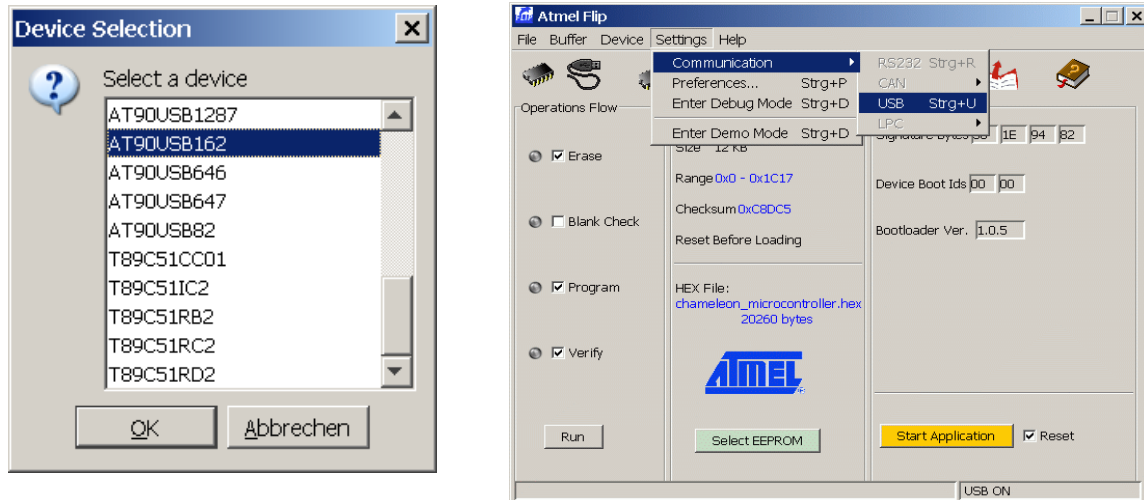 Device Selection
Select a device
AT90USB1287
AT90USB162
AT90USB646
AT90USB647
AT90USB82
T89C51CC01
T89C51IC2
T89C51RB2
T89C51RC2
T89C51RD2
OK
Abbrechen
Atmel Flip
File Buffer Device Settings Help
Communication
Preferences... Strg+P
Enter Debug Mode Strg+D
Enter Demo Mode Strg+D
RS232 Strg+R
CAN
USB Strg+U
LPC
Operations Flow
Erase
Blank Check
Program
Verify
Run
Size 12 KB
Range 0x0 - 0x1C17
Checksum 0xC8DC5
Reset Before Loading
HEX File:
chameleon_microcontroller.hex
20260 bytes
ATMEL
Select EEPROM
Signature Bytes 1E 94 82
Device Boot Ids 00 00
Bootloader Ver. 1.0.5
Start Application Reset
USB ON